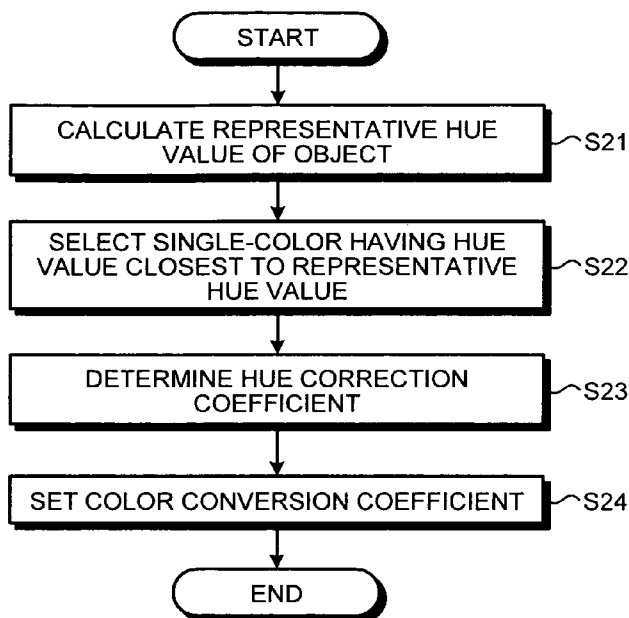 START
CALCULATE REPRESENTATIVE HUE
VALUE OF OBJECT
S21
SELECT SINGLE-COLOR HAVING HUE
VALUE CLOSEST TO REPRESENTATIVE
HUE VALUE
S22
DETERMINE HUE CORRECTION
COEFFICIENT
S23
SET COLOR CONVERSION COEFFICIENT
S24
END